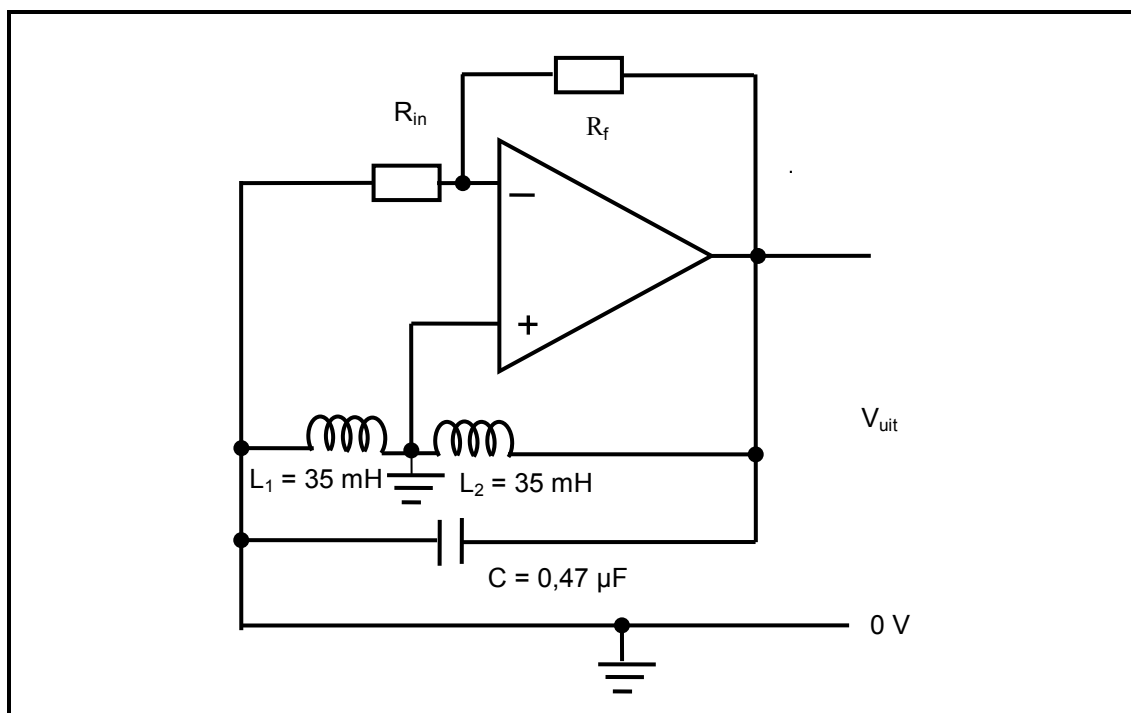 R_in
R_f
−
+
V_uit
L₁ = 35 mH
L₂ = 35 mH
C = 0,47 µF
0 V